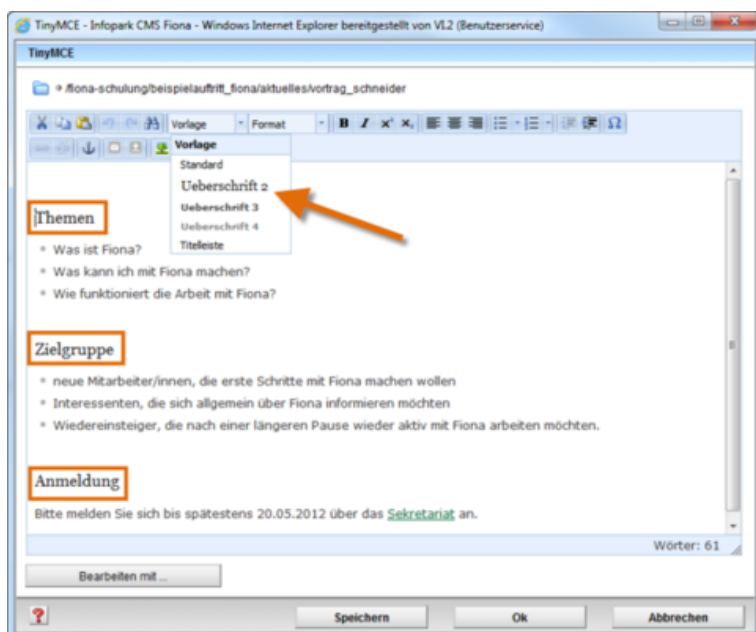 TinyMCE - Infopark CMS Fiona - Windows Internet Explorer bereitgestellt von VL2 (Benutzerservice)
TinyMCE
/fiona-schulung/beispielauftritt_fiona/aktuelles/vortrag_schneider
Vorlage Format B I x² x₂ Ω
Vorlage
Standard
Ueberschrift 2
Ueberschrift 3
Ueberschrift 4
Titelleiste
Themen
Was ist Fiona?
Was kann ich mit Fiona machen?
Wie funktioniert die Arbeit mit Fiona?
Zielgruppe
neue Mitarbeiter/innen, die erste Schritte mit Fiona machen wollen
Interessenten, die sich allgemein über Fiona informieren möchten
Wiedereinsteiger, die nach einer längeren Pause wieder aktiv mit Fiona arbeiten möchten.
Anmeldung
Bitte melden Sie sich bis spätestens 20.05.2012 über das Sekretariat an.
Wörter: 61
Bearbeiten mit ...
? Speichern Ok Abbrechen